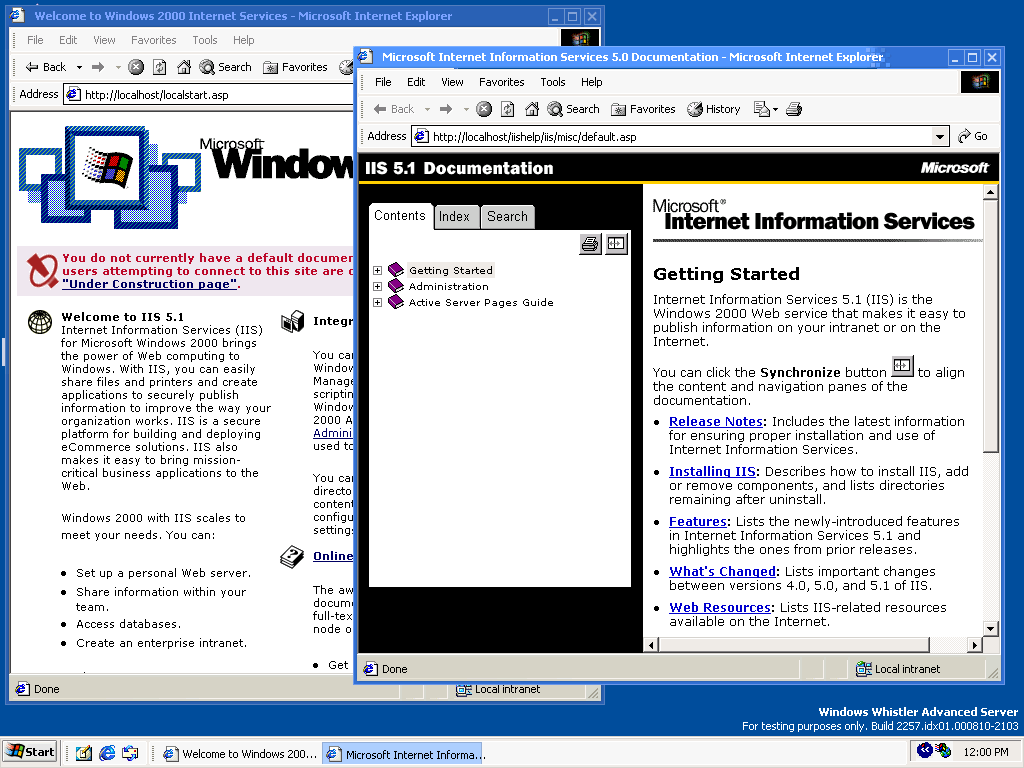 Welcome to Windows 2000 Internet Services - Microsoft Internet Explorer
File Edit View Favorites Tools Help
Back Search Favorites
Address http://localhost/localstart.asp
Microsoft
Windo
You do not currently have a default docume
users attempting to connect to this site are
"Under Construction page".
Welcome to IIS 5.1
Internet Information Services (IIS)
for Microsoft Windows 2000 brings
the power of Web computing to
Windows. With IIS, you can easily
share files and printers and create
applications to securely publish
information to improve the way your
organization works. IIS is a secure
platform for building and deploying
eCommerce solutions. IIS also
makes it easy to bring mission-
critical business applications to the
Web.
Windows 2000 with IIS scales to
meet your needs. You can:
• Set up a personal Web server.
• Share information within your
team.
• Access databases.
• Create an enterprise intranet.
Integr
You can
Windo
Manage
scriptin
Window
2000 A
Admini
used to
You can
director
content
configu
settings
Online
The aw
docume
full-tex
node o
• Get
Done
Local intranet
Microsoft Internet Information Services 5.0 Documentation - Microsoft Internet Explorer
File Edit View Favorites Tools Help
Back Search Favorites History
Address http://localhost/iishelp/iis/misc/default.asp Go
IIS 5.1 Documentation
Microsoft
Contents Index Search
Getting Started
Administration
Active Server Pages Guide
Microsoft®
Internet Information Services
Getting Started
Internet Information Services 5.1 (IIS) is the
Windows 2000 Web service that makes it easy to
publish information on your intranet or on the
Internet.
You can click the Synchronize button to align
the content and navigation panes of the
documentation.
• Release Notes: Includes the latest information
for ensuring proper installation and use of
Internet Information Services.
• Installing IIS: Describes how to install IIS, add
or remove components, and lists directories
remaining after uninstall.
• Features: Lists the newly-introduced features
in Internet Information Services 5.1 and
highlights the ones from prior releases.
• What's Changed: Lists important changes
between versions 4.0, 5.0, and 5.1 of IIS.
• Web Resources: Lists IIS-related resources
available on the Internet.
Done
Local intranet
Windows Whistler Advanced Server
For testing purposes only. Build 2257.idx01.000810-2103
Start
Welcome to Windows 200...
Microsoft Internet Informa...
12:00 PM